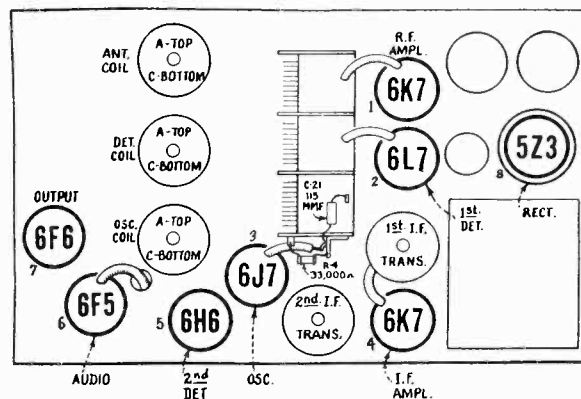 ANT.
COIL
A-TOP
C-BOTTOM
R.F.
AMPL.
6K7
1
DET.
COIL
A-TOP
C-BOTTOM
6L7
2
5Z3
8
C-21
115
MMF
1st.
DET.
RECT.
OUTPUT
6F6
7
OSC.
COIL
A-TOP
C-BOTTOM
3
6J7
R-4
33,000Ω
1st. I.F.
TRANS.
6F5
6
6H6
5
2nd. I.F.
TRANS.
6K7
4
AUDIO
2nd
DET
OSC.
I.F.
AMPL.